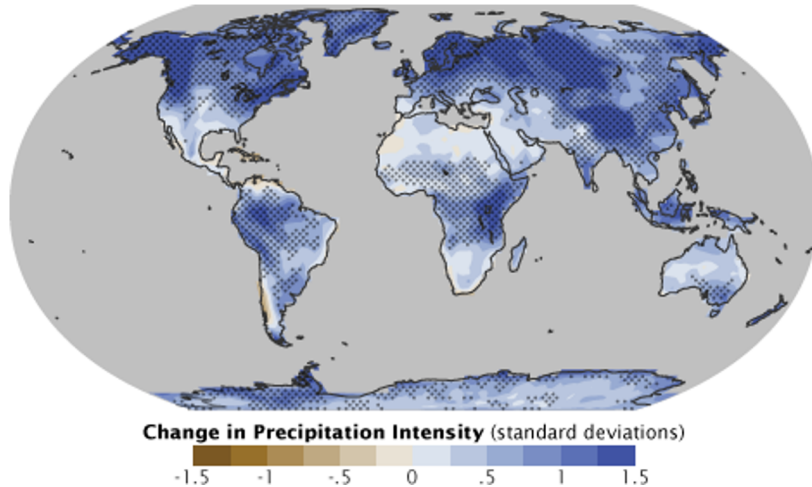 Change in Precipitation Intensity (standard deviations)
-1.5 -1 -.5 0 .5 1 1.5